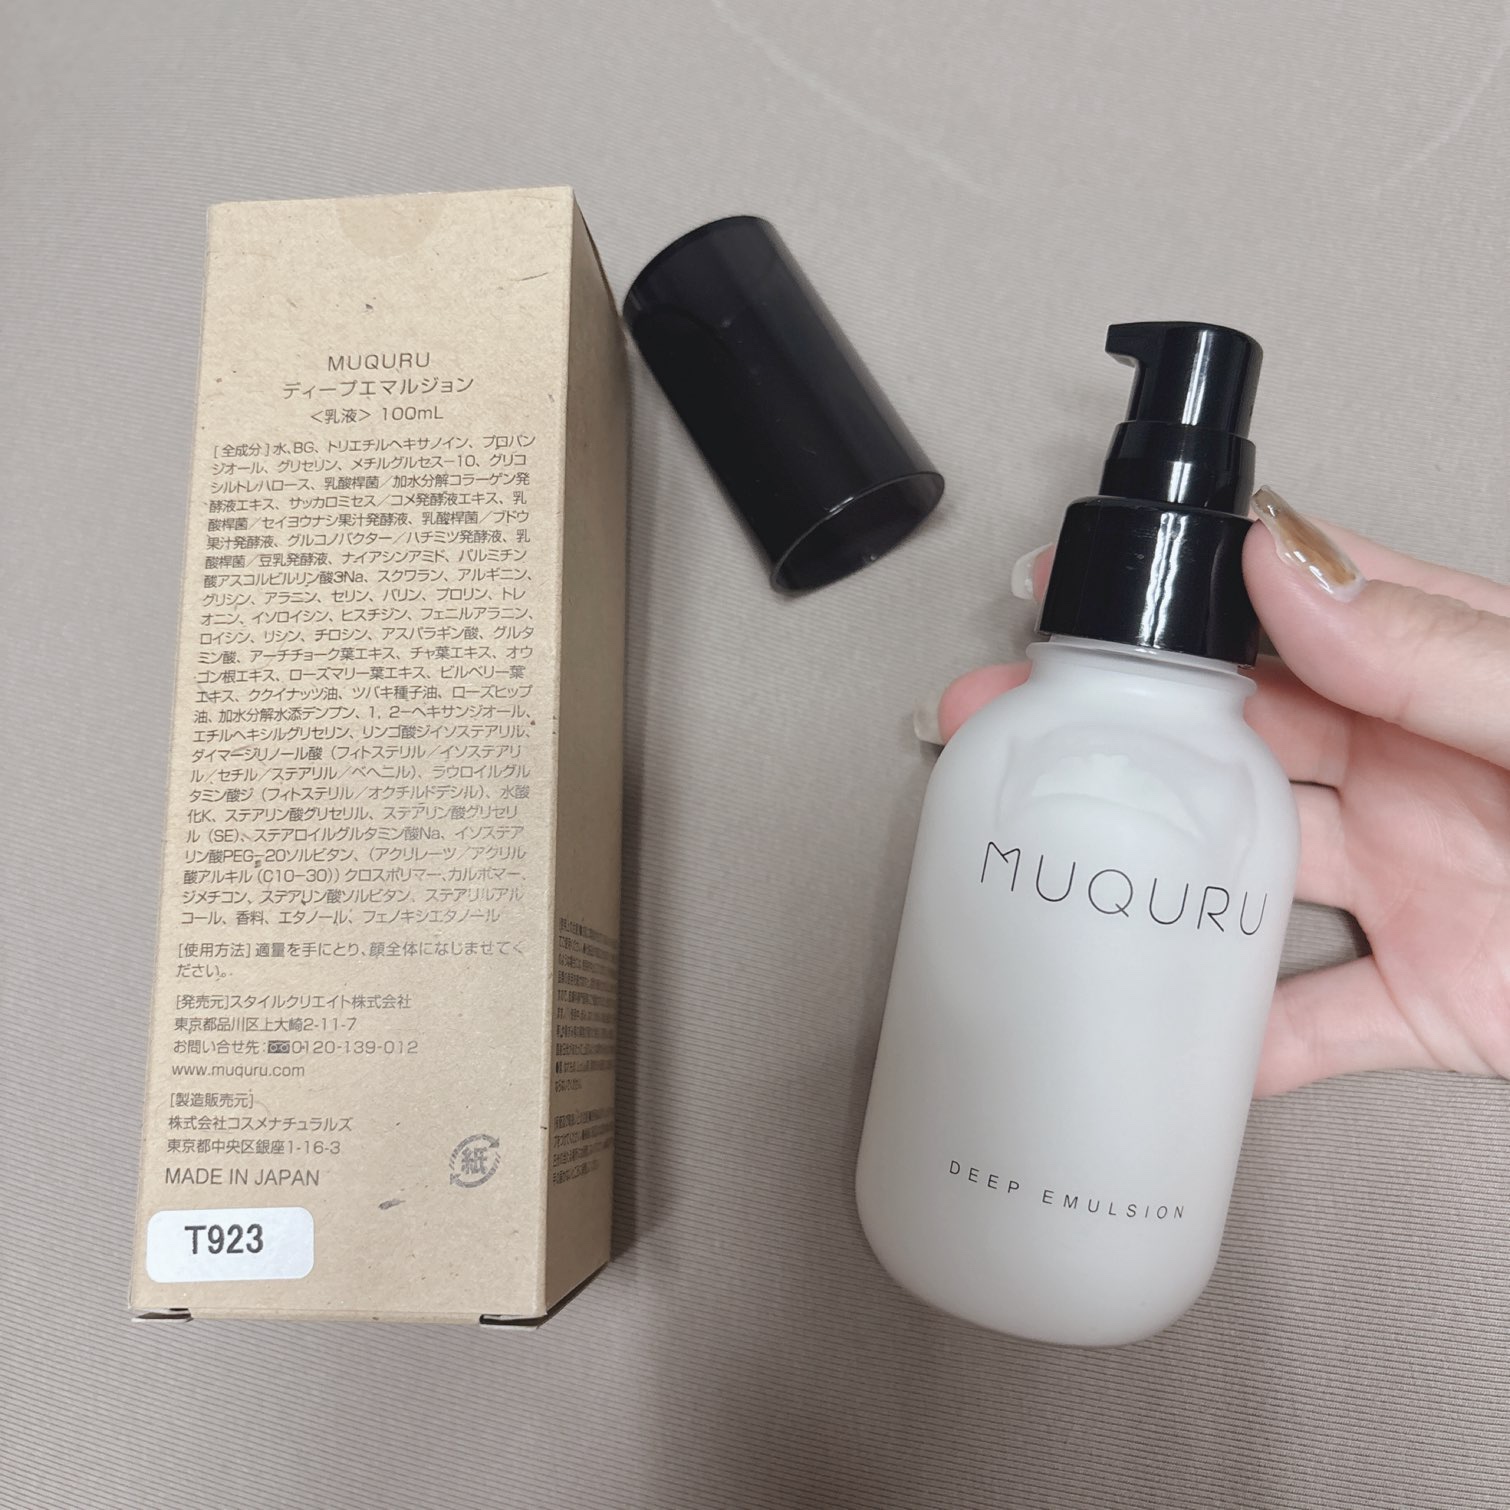 MUQURU
ディープエマルジョン
<乳液> 100mL
[全成分]水、BG、トリエチルヘキサノイン、プロパン
ジオール、グリセリン、メチルグルセス-10、グリコ
シルトレハロース、乳酸桿菌/加水分解コラーゲン発
酵液エキス、サッカロミセス/コメ発酵液エキス、乳
酸桿菌/セイヨウナシ果汁発酵液、乳酸桿菌/ブドウ
果汁発酵液、グルコノバクター/ハチミツ発酵液、乳
酸桿菌/豆乳発酵液、ナイアシンアミド、パルミチン
酸アスコルビルリン酸3Na、スクワラン、アルギニン、
グリシン、アラニン、セリン、バリン、プロリン、トレ
オニン、イソロイシン、ヒスチジン、フェニルアラニン、
ロイシン、リシン、チロシン、アスパラギン酸、グルタ
ミン酸、アーチチョーク葉エキス、チャ葉エキス、オウ
ゴン根エキス、ローズマリー葉エキス、ビルベリー葉
エキス、ククイナッツ油、ツバキ種子油、ローズヒップ
油、加水分解水添デンプン、1,2-ヘキサンジオール、
エチルヘキシルグリセリン、リンゴ酸ジイソステアリル、
ダイマージリノール酸(フィトステリル/イソステアリ
ル/セチル/ステアリル/ベヘニル)、ラウロイルグル
タミン酸ジ(フィトステリル/オクチルドデシル)、水酸
化K、ステアリン酸グリセリル、ステアリン酸グリセリ
ル(SE)、ステアロイルグルタミン酸Na、イソステア
リン酸PEG-20ソルビタン、(アクリレーツ/アクリル
酸アルキル(C10-30))クロスポリマー、カルボマー、
ジメチコン、ステアリン酸ソルビタン、ステアリルアル
コール、香料、エタノール、フェノキシエタノール
[使用方法]適量を手にとり、顔全体になじませてく
ださい。
[発売元]スタイルクリエイト株式会社
東京都品川区上大崎2-11-7
お問い合せ先:0120-139-012
www.muquru.com
[製造販売元]
株式会社コスメナチュラルズ
東京都中央区銀座1-16-3
MADE IN JAPAN
紙
T923
MUQURU
DEEP EMULSION